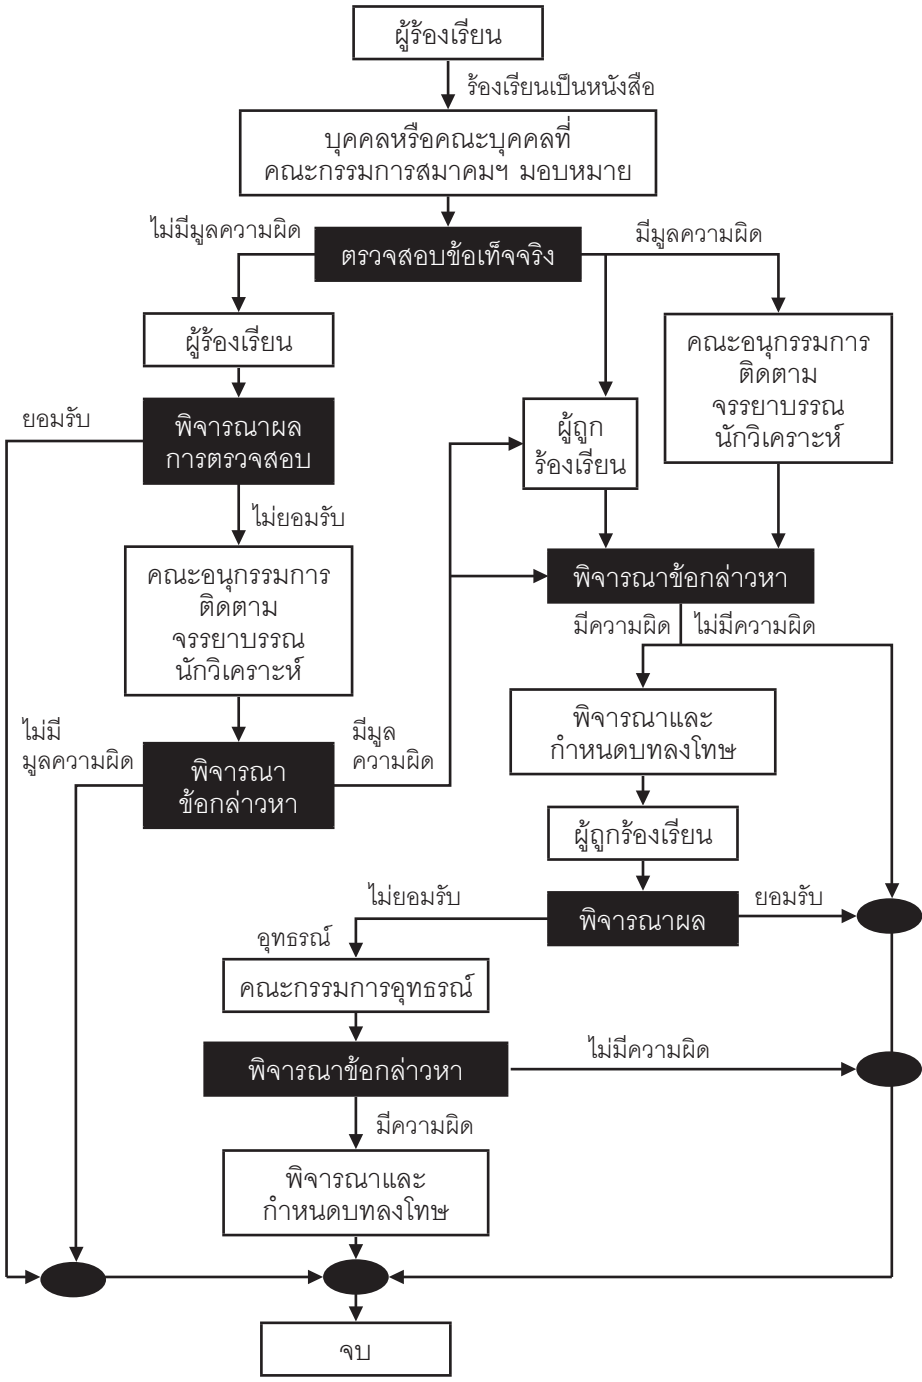 ผู้ร้องเรียน
ร้องเรียนเป็นหนังสือ
บุคคลหรือคณะบุคคลที่
คณะกรรมการสมาคมฯ มอบหมาย
ไม่มีมูลความผิด
มีมูลความผิด
ตรวจสอบข้อเท็จจริง
ผู้ร้องเรียน
คณะอนุกรรมการ
ติดตาม
จรรยาบรรณ
นักวิเคราะห์
ยอมรับ
พิจารณาผล
การตรวจสอบ
ผู้ถูก
ร้องเรียน
ไม่ยอมรับ
คณะอนุกรรมการ
ติดตาม
จรรยาบรรณ
นักวิเคราะห์
พิจารณาข้อกล่าวหา
มีความผิด
ไม่มีความผิด
ไม่มี
มูลความผิด
มีมูล
ความผิด
พิจารณา
ข้อกล่าวหา
พิจารณาและ
กำหนดบทลงโทษ
ผู้ถูกร้องเรียน
ไม่ยอมรับ
ยอมรับ
พิจารณาผล
อุทธรณ์
คณะกรรมการอุทธรณ์
ไม่มีความผิด
พิจารณาข้อกล่าวหา
มีความผิด
พิจารณาและ
กำหนดบทลงโทษ
จบ